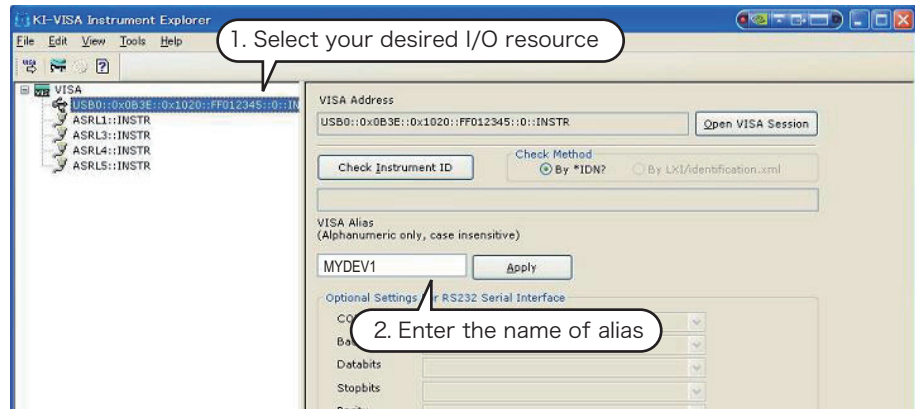 KI-VISA Instrument Explorer
File Edit View Tools Help
1. Select your desired I/O resource
VISA
USB0::0x0B3E::0x1020::FF012345::0::IN
ASRL1::INSTR
ASRL3::INSTR
ASRL4::INSTR
ASRL5::INSTR
VISA Address
USB0::0x0B3E::0x1020::FF012345::0::INSTR
Open VISA Session
Check Instrument ID
Check Method
By *IDN?
By LXI/identification.xml
VISA Alias
(Alphanumeric only, case insensitive)
MYDEV1
Apply
Optional Settings RS232 Serial Interface
2. Enter the name of alias
Databits
Stopbits